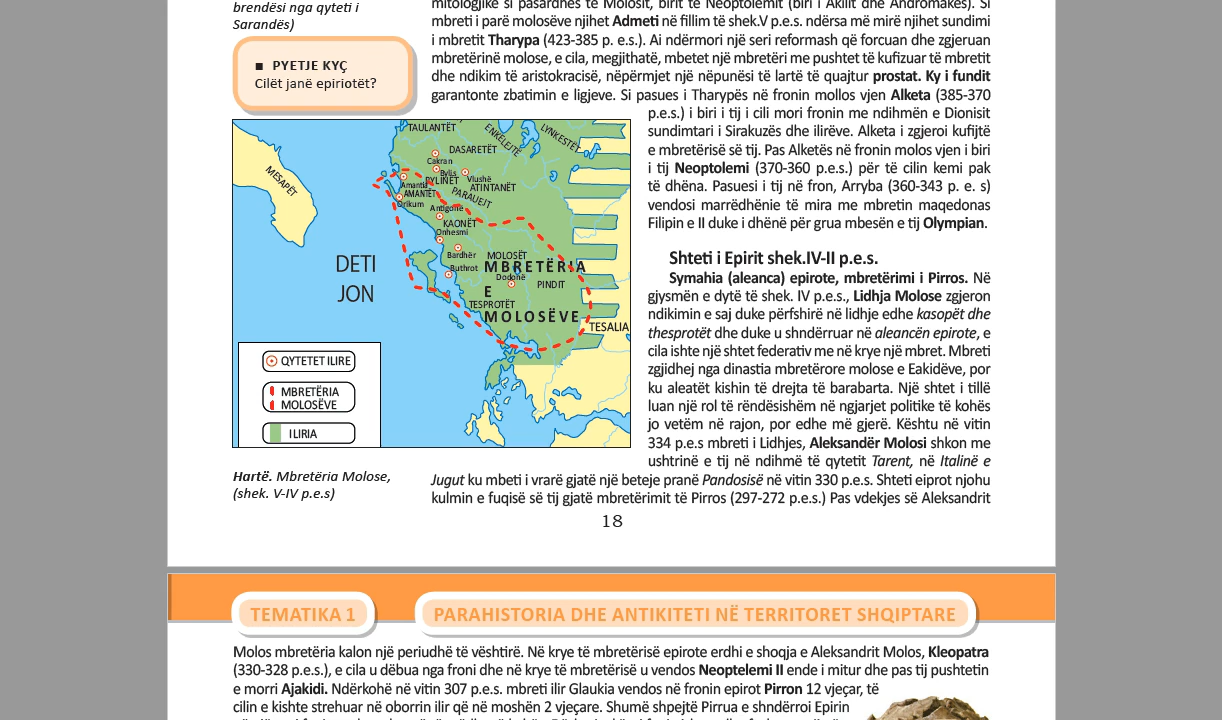 brendësi nga qyteti i
Sarandës)
■ PYETJE KYÇ
Cilët janë epiriotët?
mitologjike si pasardhës të Molosit, birit të Neoptolemit (biri i Akilit dhe Andromakës). Si
mbreti i parë molosëve njihet Admeti në fillim të shek.V p.e.s. ndërsa më mirë njihet sundimi
i mbretit Tharypa (423-385 p. e.s.). Ai ndërmori një seri reformash që forcuan dhe zgjeruan
mbretërinë molose, e cila, megjithatë, mbetet një mbretëri me pushtet të kufizuar të mbretit
dhe ndikim të aristokracisë, nëpërmjet një nëpunësi të lartë të quajtur prostat. Ky i fundit
garantonte zbatimin e ligjeve. Si pasues i Tharypës në fronin mollos vjen Alketa (385-370
p.e.s.) i biri i tij i cili mori fronin me ndihmën e Dionisit
sundimtari i Sirakuzës dhe ilirëve. Alketa i zgjeroi kufijtë
e mbretërisë së tij. Pas Alketës në fronin molos vjen i biri
i tij Neoptolemi (370-360 p.e.s.) për të cilin kemi pak
të dhëna. Pasuesi i tij në fron, Arryba (360-343 p. e. s)
vendosi marrëdhënie të mira me mbretin maqedonas
Filipin e II duke i dhënë për grua mbesën e tij Olympian.
TAULANTËT
ENKELEJTË
LYNKESTËT
DASARETËT
Cakran
Bylis
BYLINËT
Vlushë
ATINTANËT
Amantia
AMANTËT
PARAUEJT
Orikum
Antigone
KAONËT
Onhesmi
MESAPËT
Bardhër
MOLOSËT
Buthrot
MBRETËRIA
Dodonë
PINDIT
E
TESPROTËT
MOLOSËVE
TESALIA
DETI
JON
QYTETET ILIRE
MBRETËRIA
MOLOSËVE
ILIRIA
Hartë. Mbretëria Molose,
(shek. V-IV p.e.s)
Shteti i Epirit shek.IV-II p.e.s.
Symahia (aleanca) epirote, mbretërimi i Pirros. Në
gjysmën e dytë të shek. IV p.e.s., Lidhja Molose zgjeron
ndikimin e saj duke përfshirë në lidhje edhe kasopët dhe
thesprotët dhe duke u shndërruar në aleancën epirote, e
cila ishte një shtet federativ me në krye një mbret. Mbreti
zgjidhej nga dinastia mbretërore molose e Eakidëve, por
ku aleatët kishin të drejta të barabarta. Një shtet i tillë
luan një rol të rëndësishëm në ngjarjet politike të kohës
jo vetëm në rajon, por edhe më gjerë. Kështu në vitin
334 p.e.s mbreti i Lidhjes, Aleksandër Molosi shkon me
ushtrinë e tij në ndihmë të qytetit Tarent, në Italinë e
Jugut ku mbeti i vrarë gjatë një beteje pranë Pandosisë në vitin 330 p.e.s. Shteti eiprot njohu
kulmin e fuqisë së tij gjatë mbretërimit të Pirros (297-272 p.e.s.) Pas vdekjes së Aleksandrit
18
TEMATIKA 1
PARAHISTORIA DHE ANTIKITETI NË TERRITORET SHQIPTARE
Molos mbretëria kalon një periudhë të vështirë. Në krye të mbretërisë epirote erdhi e shoqja e Aleksandrit Molos, Kleopatra
(330-328 p.e.s.), e cila u dëbua nga froni dhe në krye të mbretërisë u vendos Neoptelemi II ende i mitur dhe pas tij pushtetin
e morri Ajakidi. Ndërkohë në vitin 307 p.e.s. mbreti ilir Glaukia vendos në fronin epirot Pirron 12 vjeçar, të
cilin e kishte strehuar në oborrin ilir që në moshën 2 vjeçare. Shumë shpejtë Pirrua e shndërroi Epirin